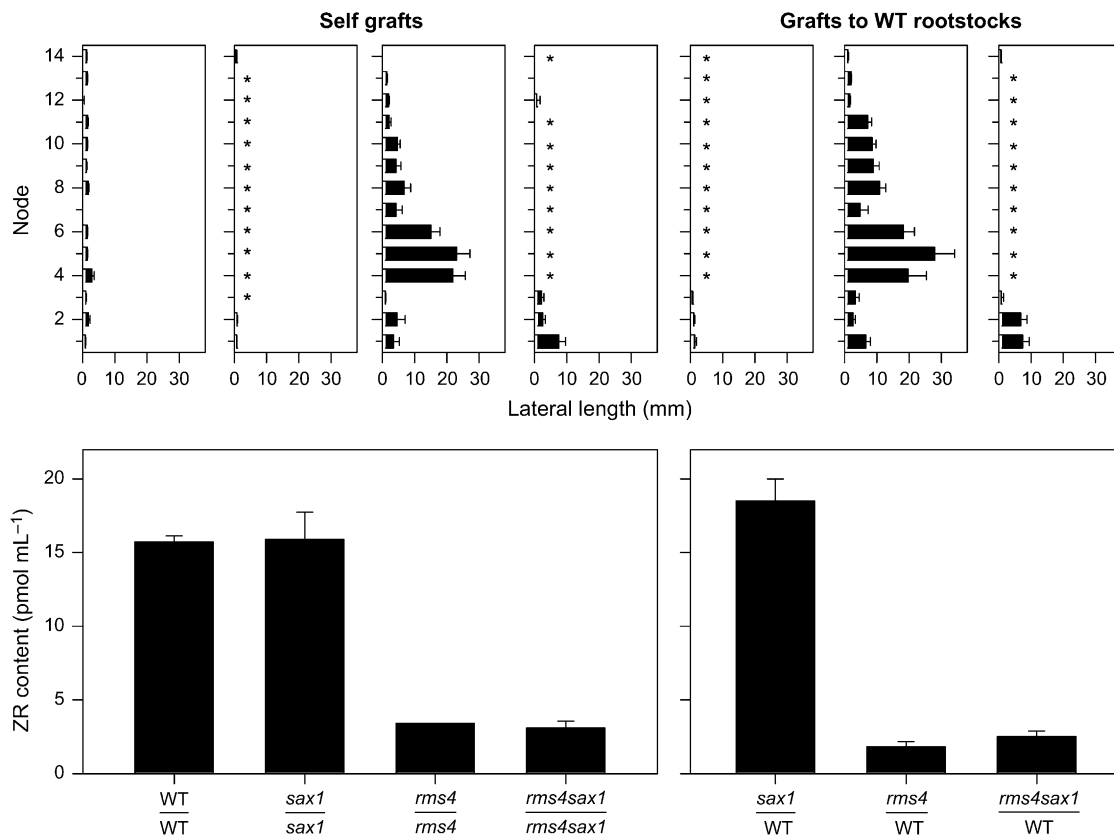 Self grafts
Grafts to WT rootstocks
Node
14
12
10
8
6
4
2
* * * * * * * * * * *
* * * * * * * * * *
* * * * * * * * * * *
* * * * * * * * * *
0 10 20 30 0 10 20 30 0 10 20 30 0 10 20 30 0 10 20 30 0 10 20 30 0 10 20 30
Lateral length (mm)
ZR content (pmol mL⁻¹)
20
15
10
5
0
WT sax1 rms4 rms4sax1 sax1 rms4 rms4sax1
WT sax1 rms4 rms4sax1 WT WT WT